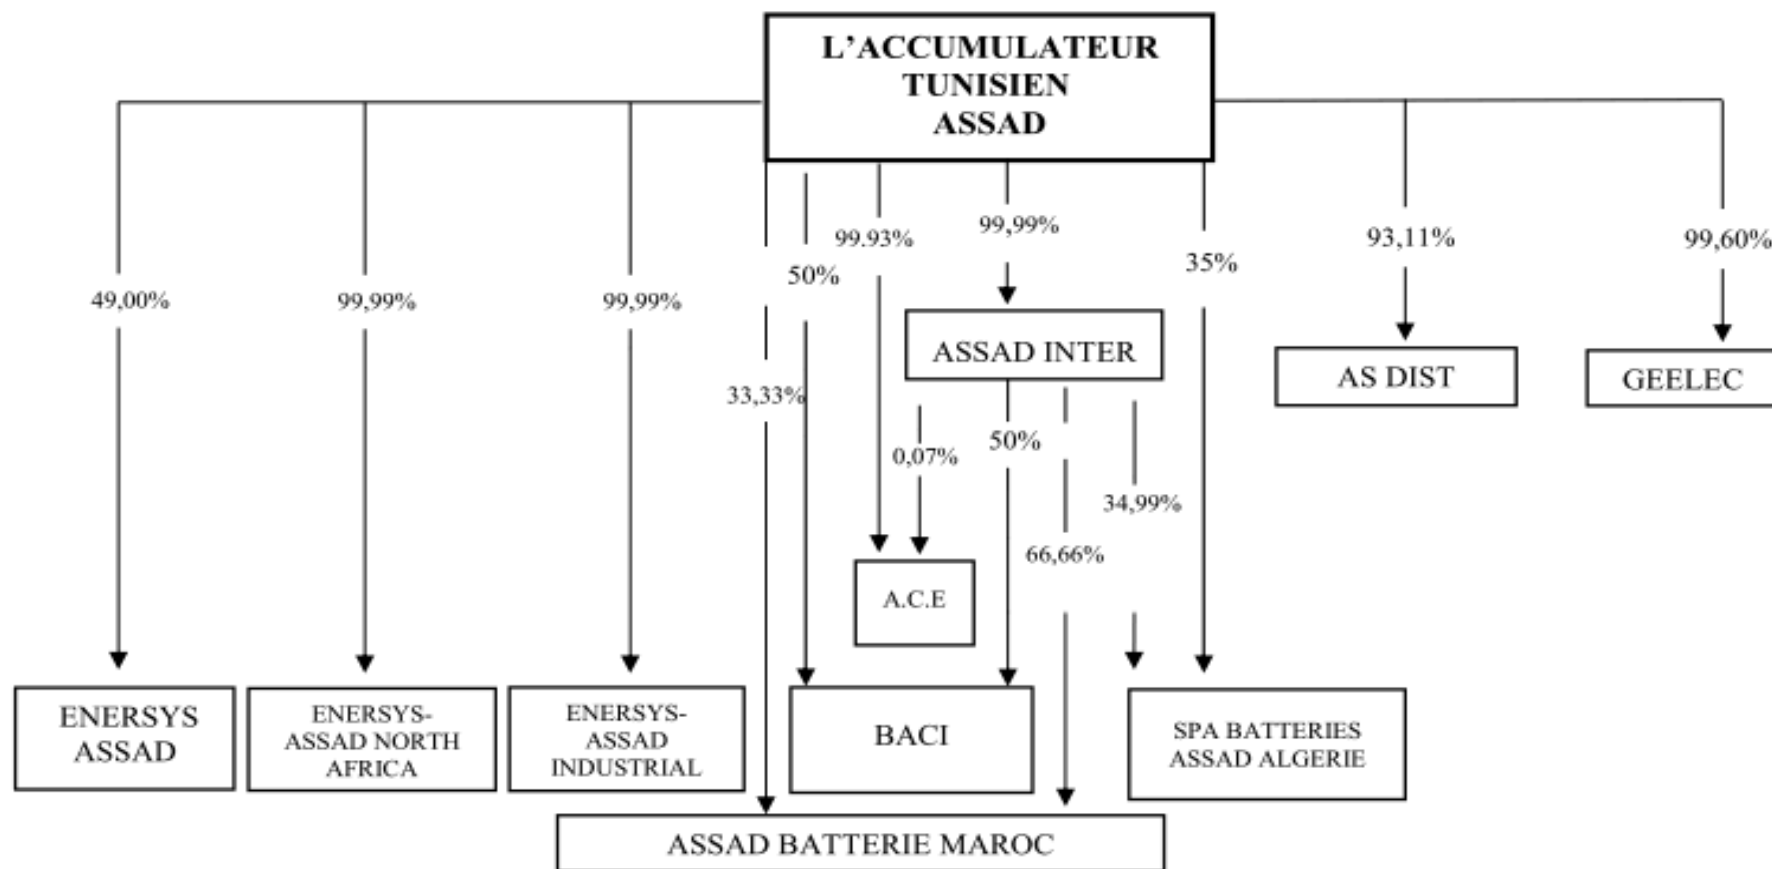 L'ACCUMULATEUR
TUNISIEN
ASSAD
49,00%
99,99%
99,99%
33,33%
50%
99.93%
99,99%
35%
93,11%
99,60%
ASSAD INTER
AS DIST
GEELEC
0,07%
50%
66,66%
34,99%
A.C.E
ENERSYS
ASSAD
ENERSYS-
ASSAD NORTH
AFRICA
ENERSYS-
ASSAD
INDUSTRIAL
BACI
SPA BATTERIES
ASSAD ALGERIE
ASSAD BATTERIE MAROC